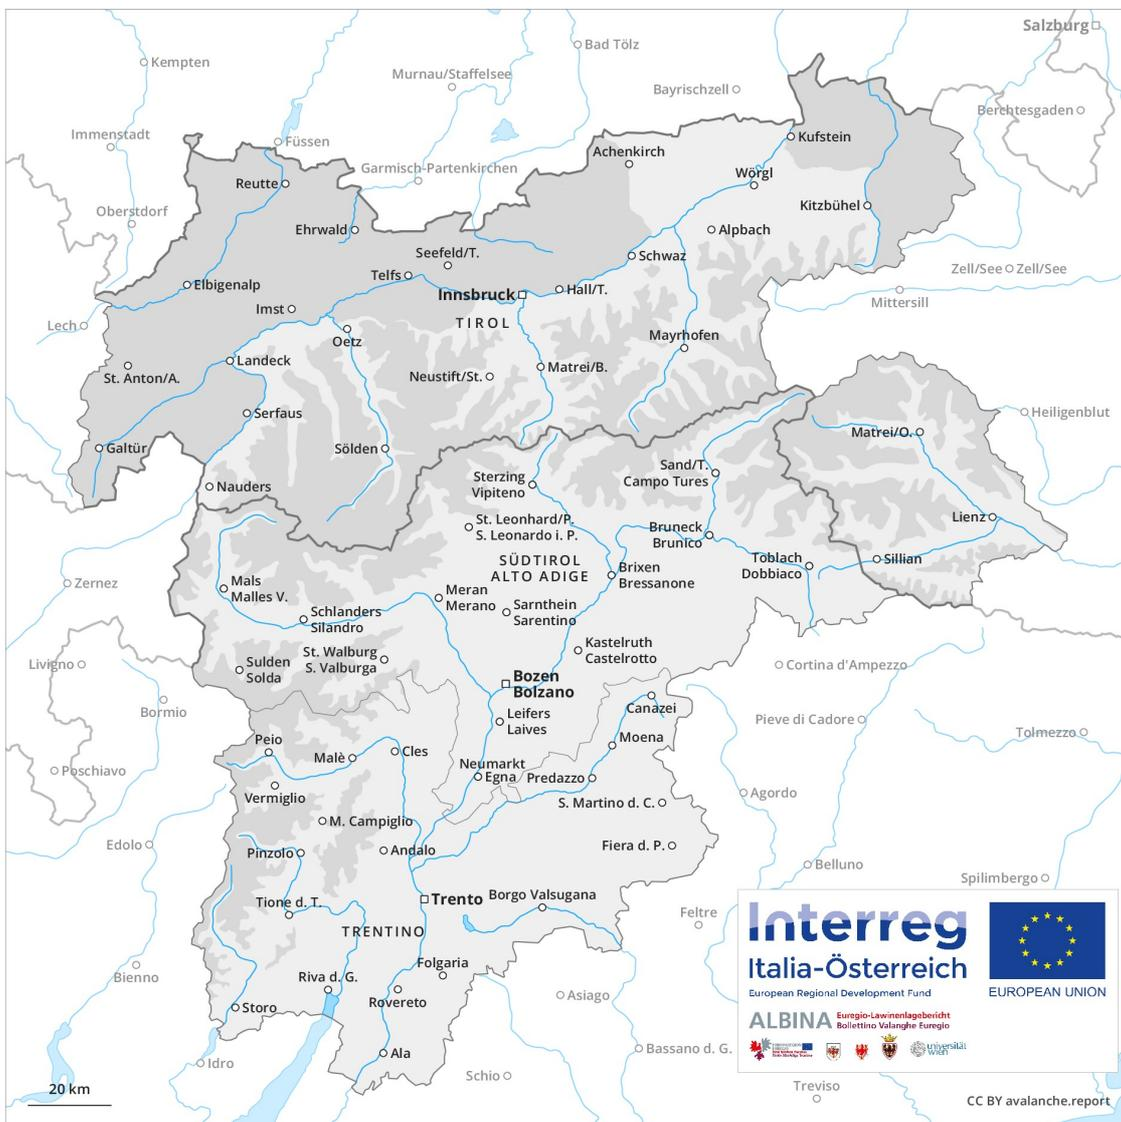 Salzburg
Bad Tölz
Kempten
Murnau/Staffelsee
Bayrischzell
Berchtesgaden
Immenstadt
Füssen
Kufstein
Achenkirch
Garmisch-Partenkirchen
Wörgl
Reutte
Kitzbühel
Oberstdorf
Ehrwald
Alpbach
Seefeld/T.
Schwaz
Telfs
Zell/See
Zell/See
Elbigenalp
Hall/T.
Innsbruck
Mittersill
Imst
TIROL
Lech
Mayrhofen
Oetz
Landeck
Matrei/B.
St. Anton/A.
Neustift/St.
Serfaus
Heiligenblut
Matrei/O.
Galtür
Sölden
Sand/T.
Campo Tures
Sterzing
Vipiteno
Nauders
Lienz
St. Leonhard/P.
S. Leonardo i. P.
Bruneck
Brunico
SÜDTIROL
ALTO ADIGE
Toblach
Dobbiaco
Sillian
Brixen
Bressanone
Zernez
Mals
Malles V.
Meran
Merano
Sarnthein
Sarentino
Schlanders
Silandro
Kastelruth
Castelrotto
St. Walburg
S. Valburga
Livigno
Sulden
Solda
Cortina d'Ampezzo
Bozen
Bolzano
Bormio
Canazei
Leifers
Laives
Pieve di Cadore
Tolmezzo
Peio
Moena
Cles
Malè
Neumarkt
Egna
Predazzo
Poschiavo
Vermiglio
Agordo
S. Martino d. C.
M. Campiglio
Edolo
Pinzolo
Andalo
Fiera d. P.
Belluno
Spilimbergo
Trento
Borgo Valsugana
Tione d. T.
Feltre
TRENTINO
Interreg
Italia-Österreich
European Regional Development Fund
EUROPEAN UNION
Folgaria
Bienno
Riva d. G.
Rovereto
Asiago
Storo
ALBINA
Euregio-Lawinenlagebericht
Bollettino Valanghe Euregio
universität
wien
Bassano d. G.
Ala
Idro
Schio
Treviso
20 km
CC BY avalanche.report